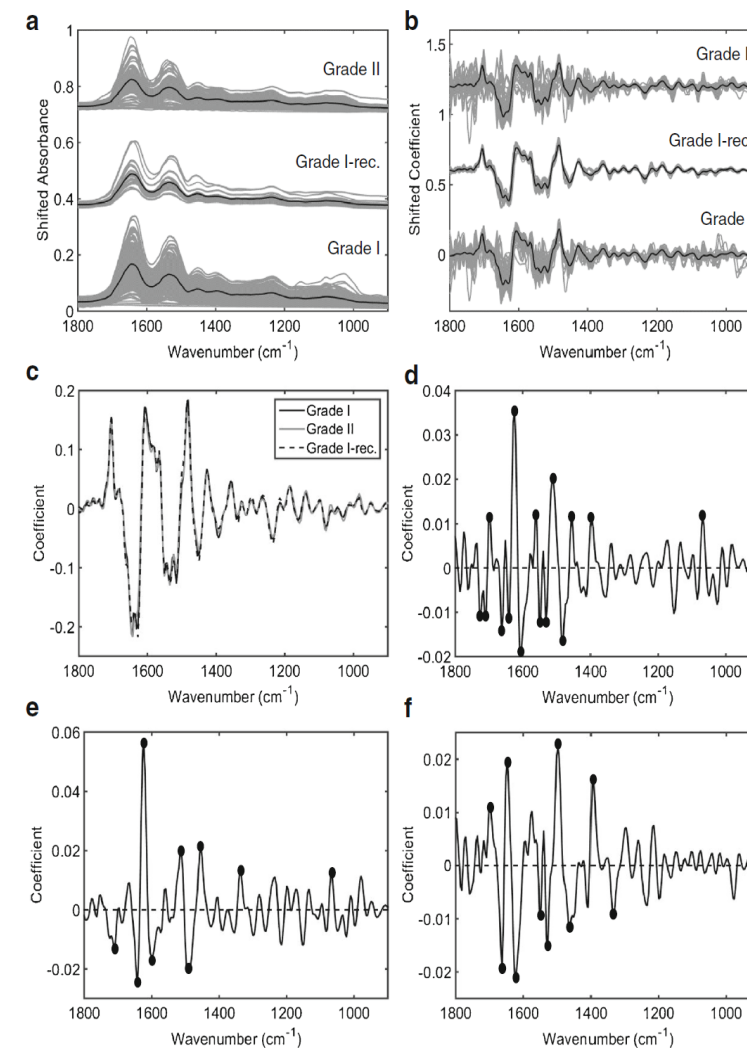 a
1
0.8
0.6
0.4
0.2
0
Shifted Absorbance
Grade II
Grade I-rec.
Grade I
1800 1600 1400 1200 1000
Wavenumber (cm⁻¹)
b
1.5
1
0.5
0
Shifted Coefficient
Grade I
Grade I-rec
Grade
1800 1600 1400 1200 1000
Wavenumber (cm⁻¹)
c
0.2
0.1
0
-0.1
-0.2
Coefficient
Grade I
Grade II
Grade I-rec.
1800 1600 1400 1200 1000
Wavenumber (cm⁻¹)
d
0.04
0.03
0.02
0.01
0
-0.01
-0.02
Coefficient
1800 1600 1400 1200 1000
Wavenumber (cm⁻¹)
e
0.06
0.04
0.02
0
-0.02
Coefficient
1800 1600 1400 1200 1000
Wavenumber (cm⁻¹)
f
0.02
0.01
0
-0.01
-0.02
Coefficient
1800 1600 1400 1200 1000
Wavenumber (cm⁻¹)